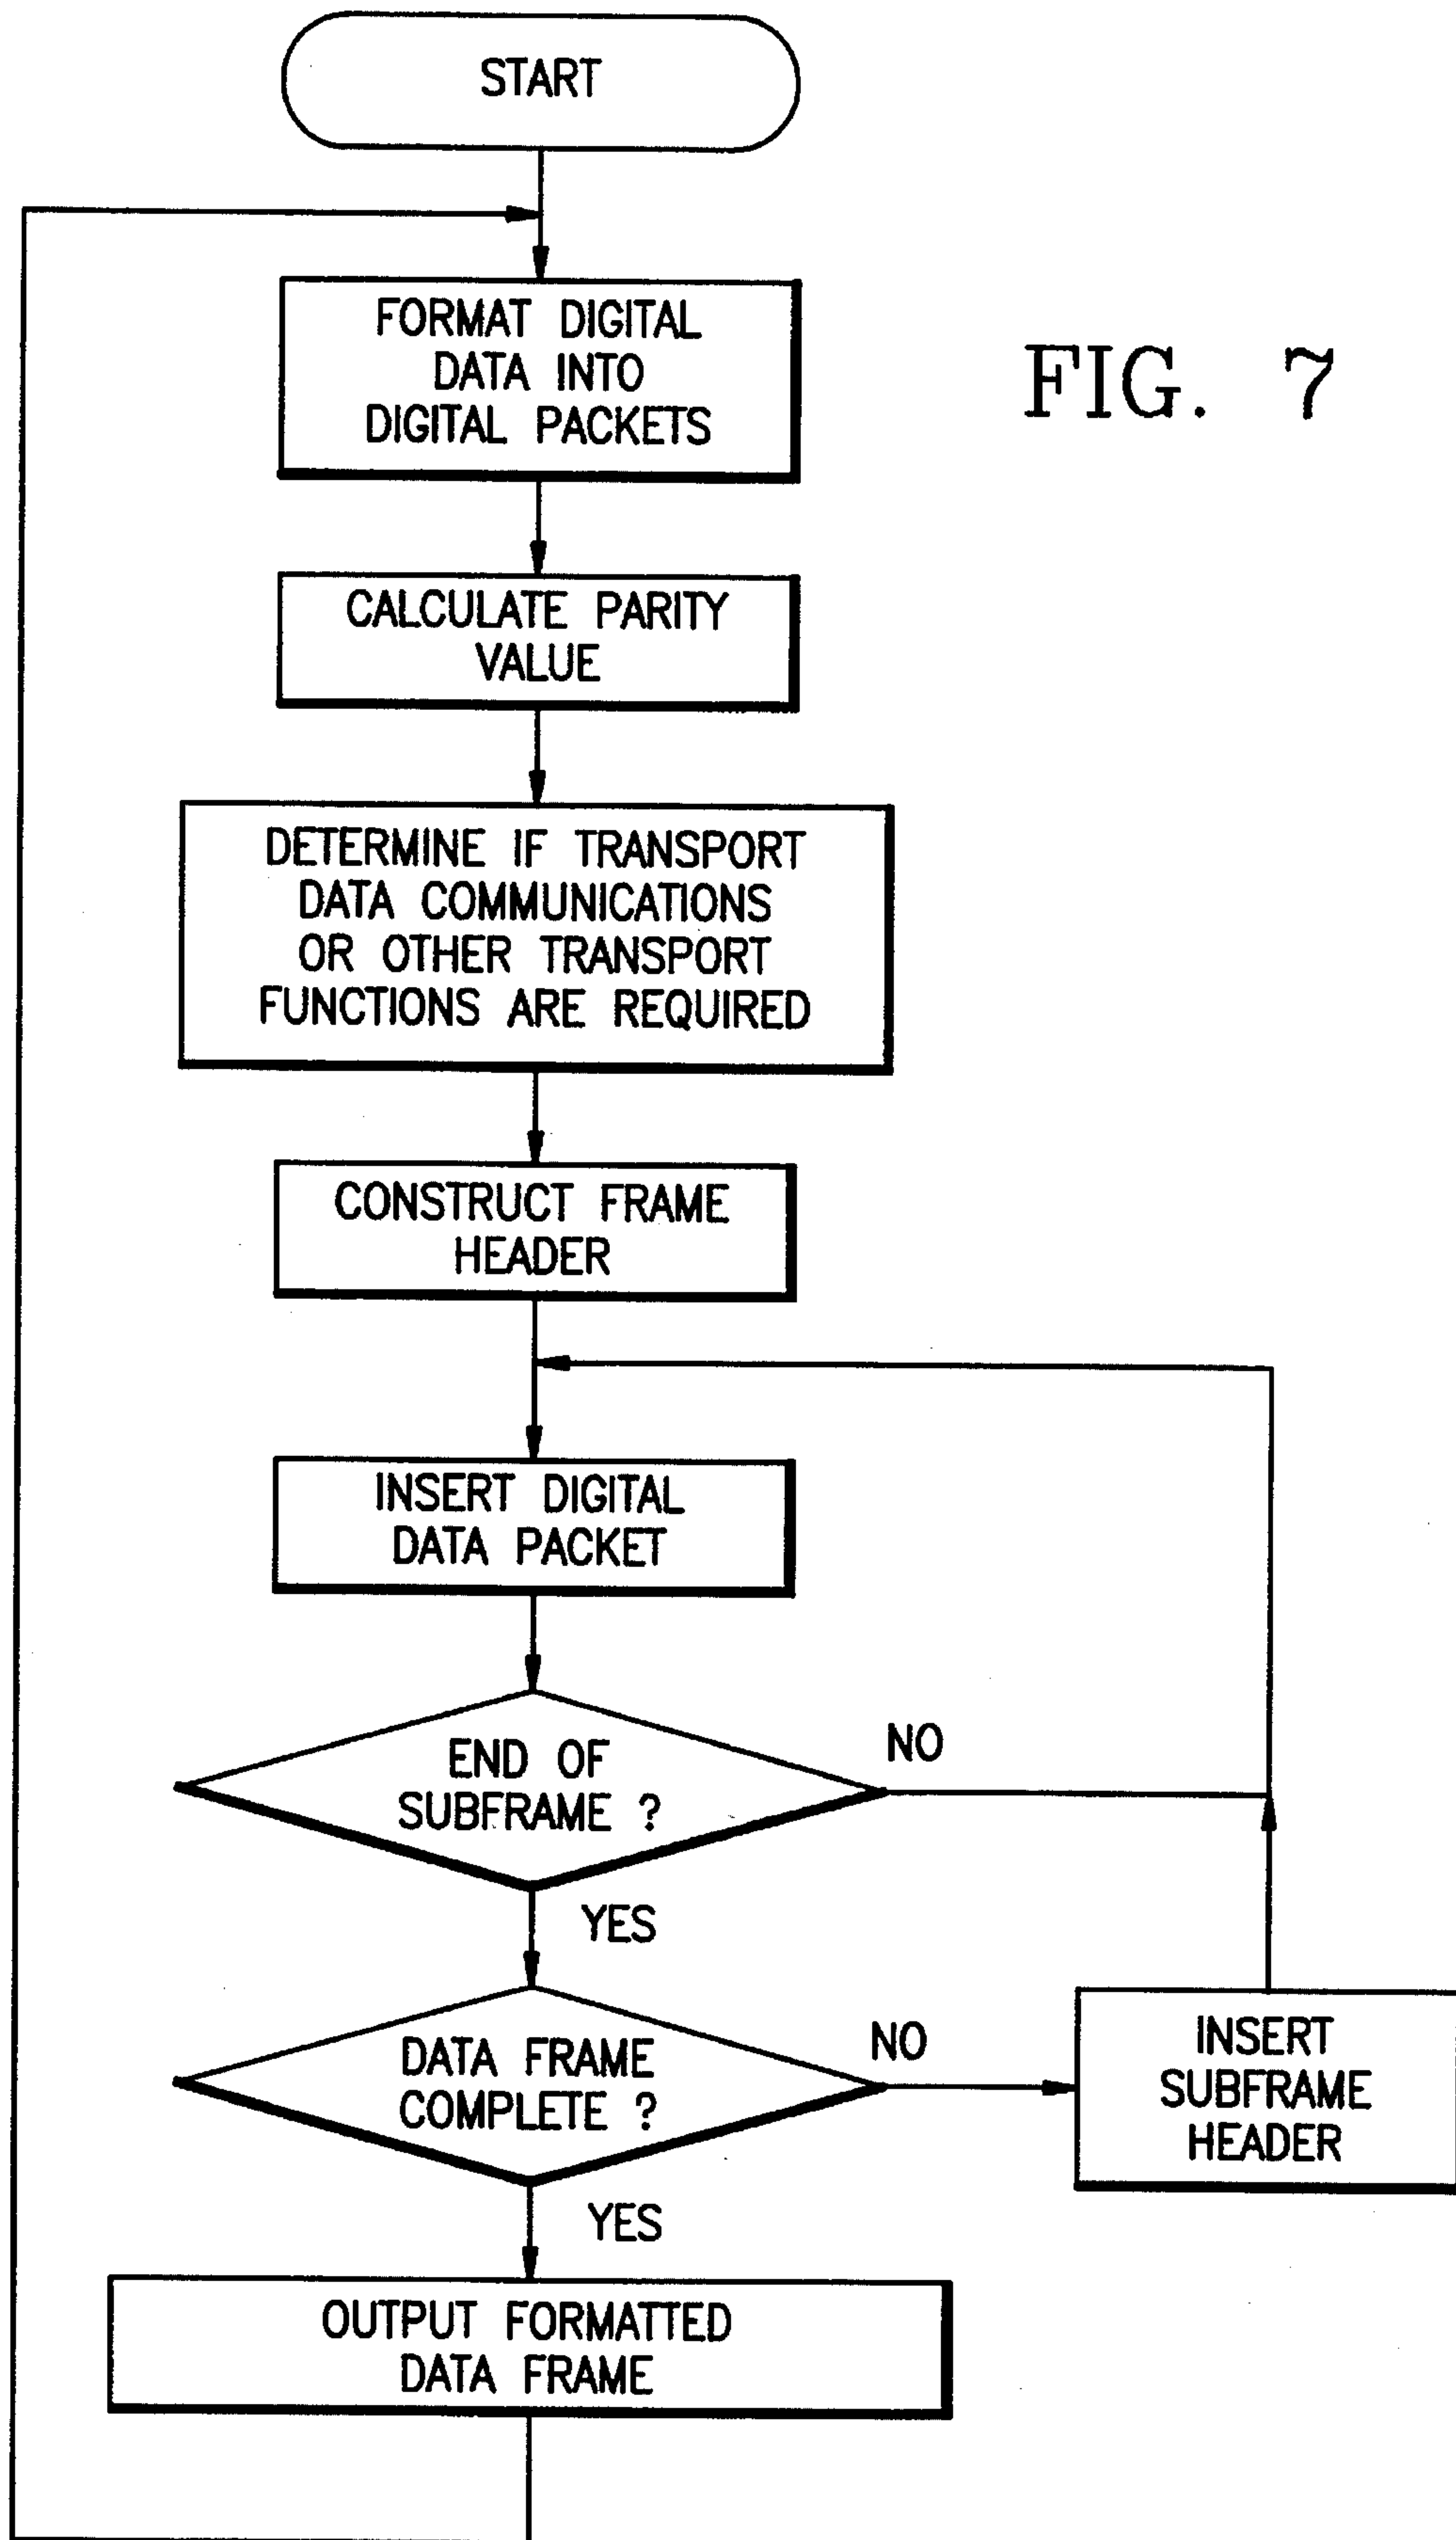 START
FORMAT DIGITAL
DATA INTO
DIGITAL PACKETS
FIG. 7
CALCULATE PARITY
VALUE
DETERMINE IF TRANSPORT
DATA COMMUNICATIONS
OR OTHER TRANSPORT
FUNCTIONS ARE REQUIRED
CONSTRUCT FRAME
HEADER
INSERT DIGITAL
DATA PACKET
END OF
SUBFRAME ?
NO
YES
DATA FRAME
COMPLETE ?
NO
INSERT
SUBFRAME
HEADER
YES
OUTPUT FORMATTED
DATA FRAME